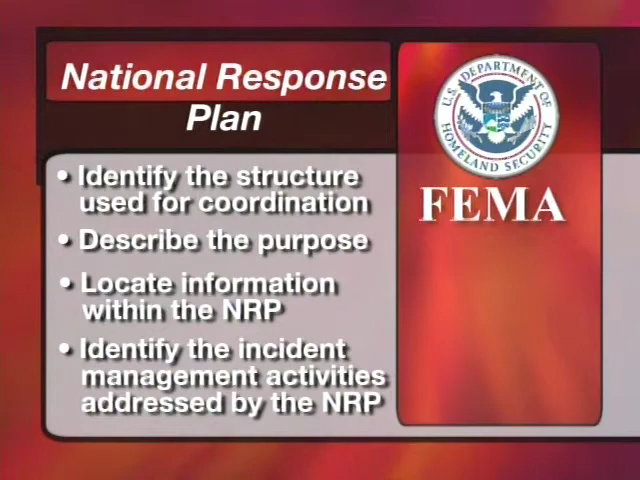 National Response
Plan
• Identify the structure
used for coordination
• Describe the purpose
• Locate information
within the NRP
• Identify the incident
management activities
addressed by the NRP
U.S. DEPARTMENT OF
HOMELAND SECURITY
FEMA